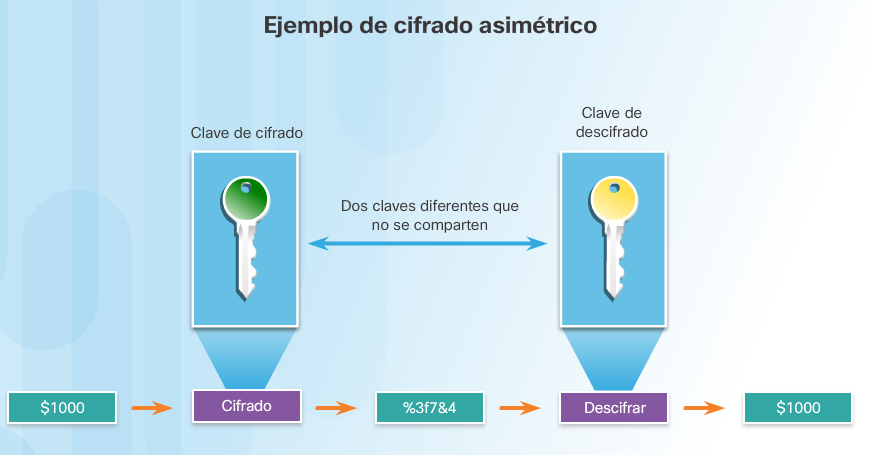 Ejemplo de cifrado asimétrico
Clave de cifrado
Clave de
descifrado
Dos claves diferentes que
no se comparten
$1000
Cifrado
%3f7&4
Descifrar
$1000